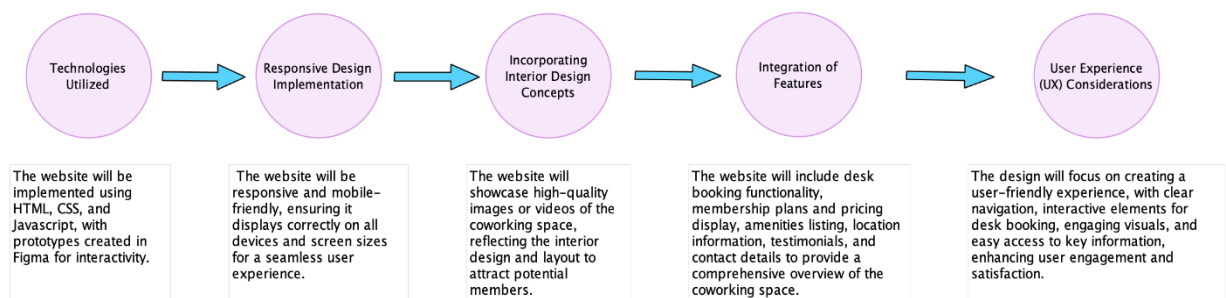 Technologies
Utilized
Responsive Design
Implementation
Incorporating
Interior Design
Concepts
Integration of
Features
User Experience
(UX) Considerations
The website will be
implemented using
HTML, CSS, and
Javascript, with
prototypes created in
Figma for interactivity.
The website will be
responsive and mobile-
friendly, ensuring it
displays correctly on all
devices and screen sizes
for a seamless user
experience.
The website will
showcase high-quality
images or videos of the
coworking space,
reflecting the interior
design and layout to
attract potential
members.
The website will include desk
booking functionality,
membership plans and pricing
display, amenities listing, location
information, testimonials, and
contact details to provide a
comprehensive overview of the
coworking space.
The design will focus on creating a
user-friendly experience, with clear
navigation, interactive elements for
desk booking, engaging visuals, and
easy access to key information,
enhancing user engagement and
satisfaction.